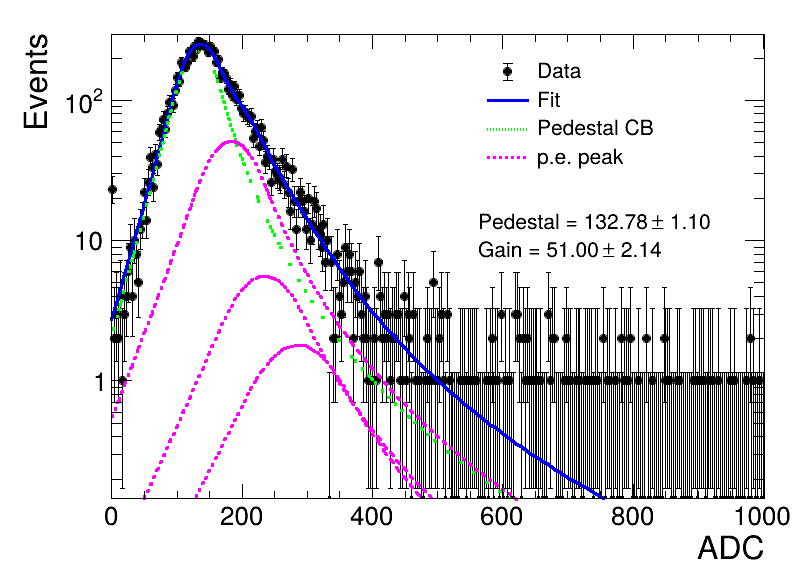 Events
10²
10
1
Data
Fit
Pedestal CB
p.e. peak
Pedestal = 132.78 ± 1.10
Gain = 51.00 ± 2.14
0 200 400 600 800 1000
ADC